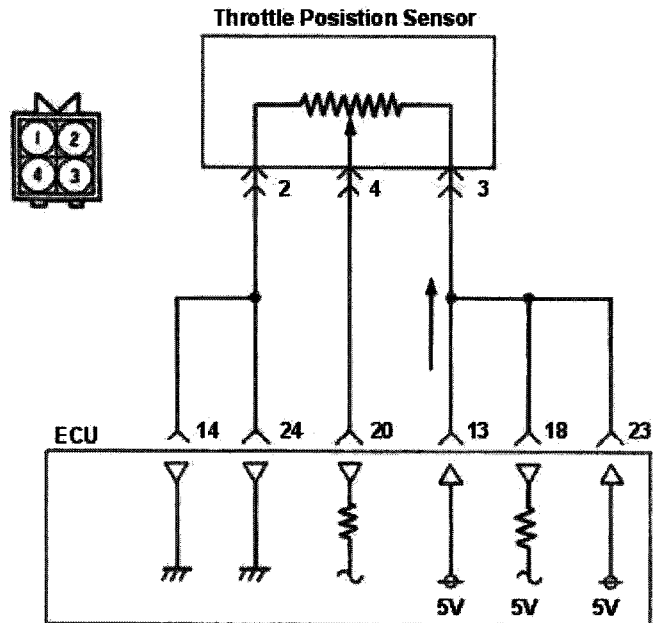 Throttle Posistion Sensor
1 2
4 3
2 4 3
ECU 14 24 20 13 18 23
5V 5V 5V